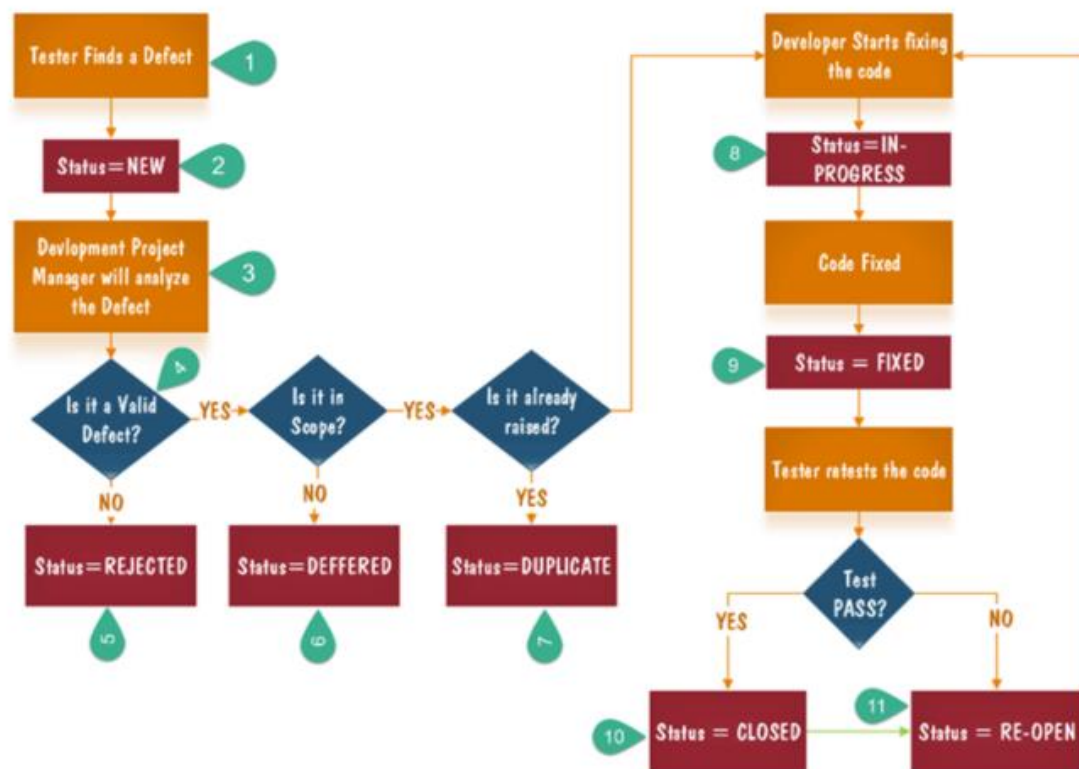 Tester Finds a Defect
1
Status=NEW
2
Devlopment Project
Manager will analyze
the Defect
3
4
Is it a Valid
Defect?
YES
NO
Status=REJECTED
5
Is it in
Scope?
YES
NO
Status=DEFFERED
6
Is it already
raised?
YES
Status=DUPLICATE
7
Developer Starts fixing
the code
8
Status=IN-
PROGRESS
Code Fixed
9
Status = FIXED
Tester retests the code
Test
PASS?
YES
NO
10
Status = CLOSED
11
Status = RE-OPEN